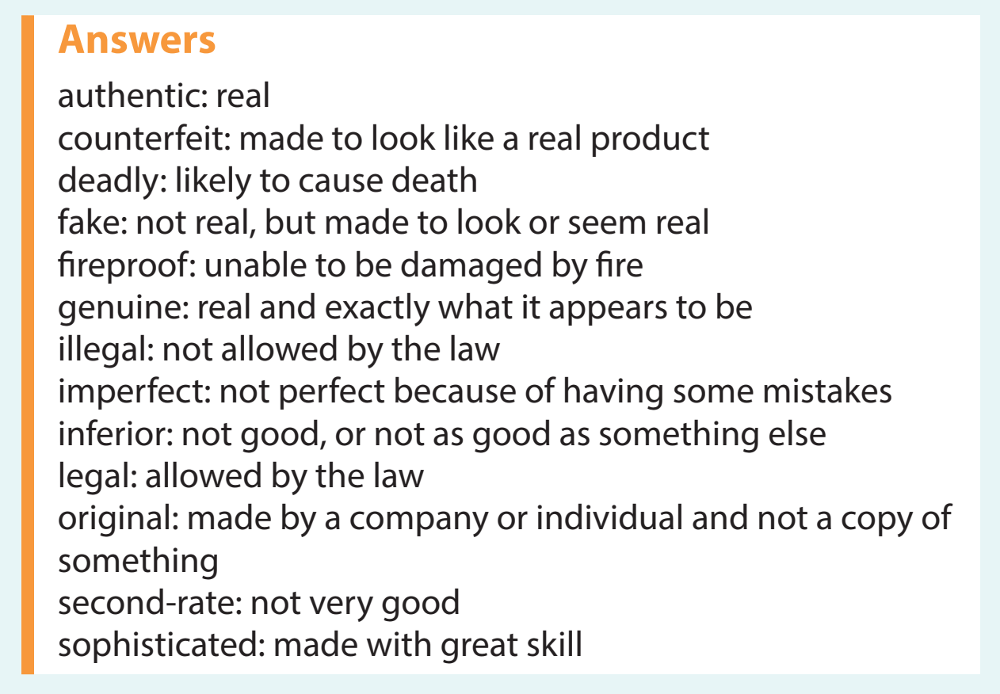 Answers
authentic: real
counterfeit: made to look like a real product
deadly: likely to cause death
fake: not real, but made to look or seem real
fireproof: unable to be damaged by fire
genuine: real and exactly what it appears to be
illegal: not allowed by the law
imperfect: not perfect because of having some mistakes
inferior: not good, or not as good as something else
legal: allowed by the law
original: made by a company or individual and not a copy of
something
second-rate: not very good
sophisticated: made with great skill